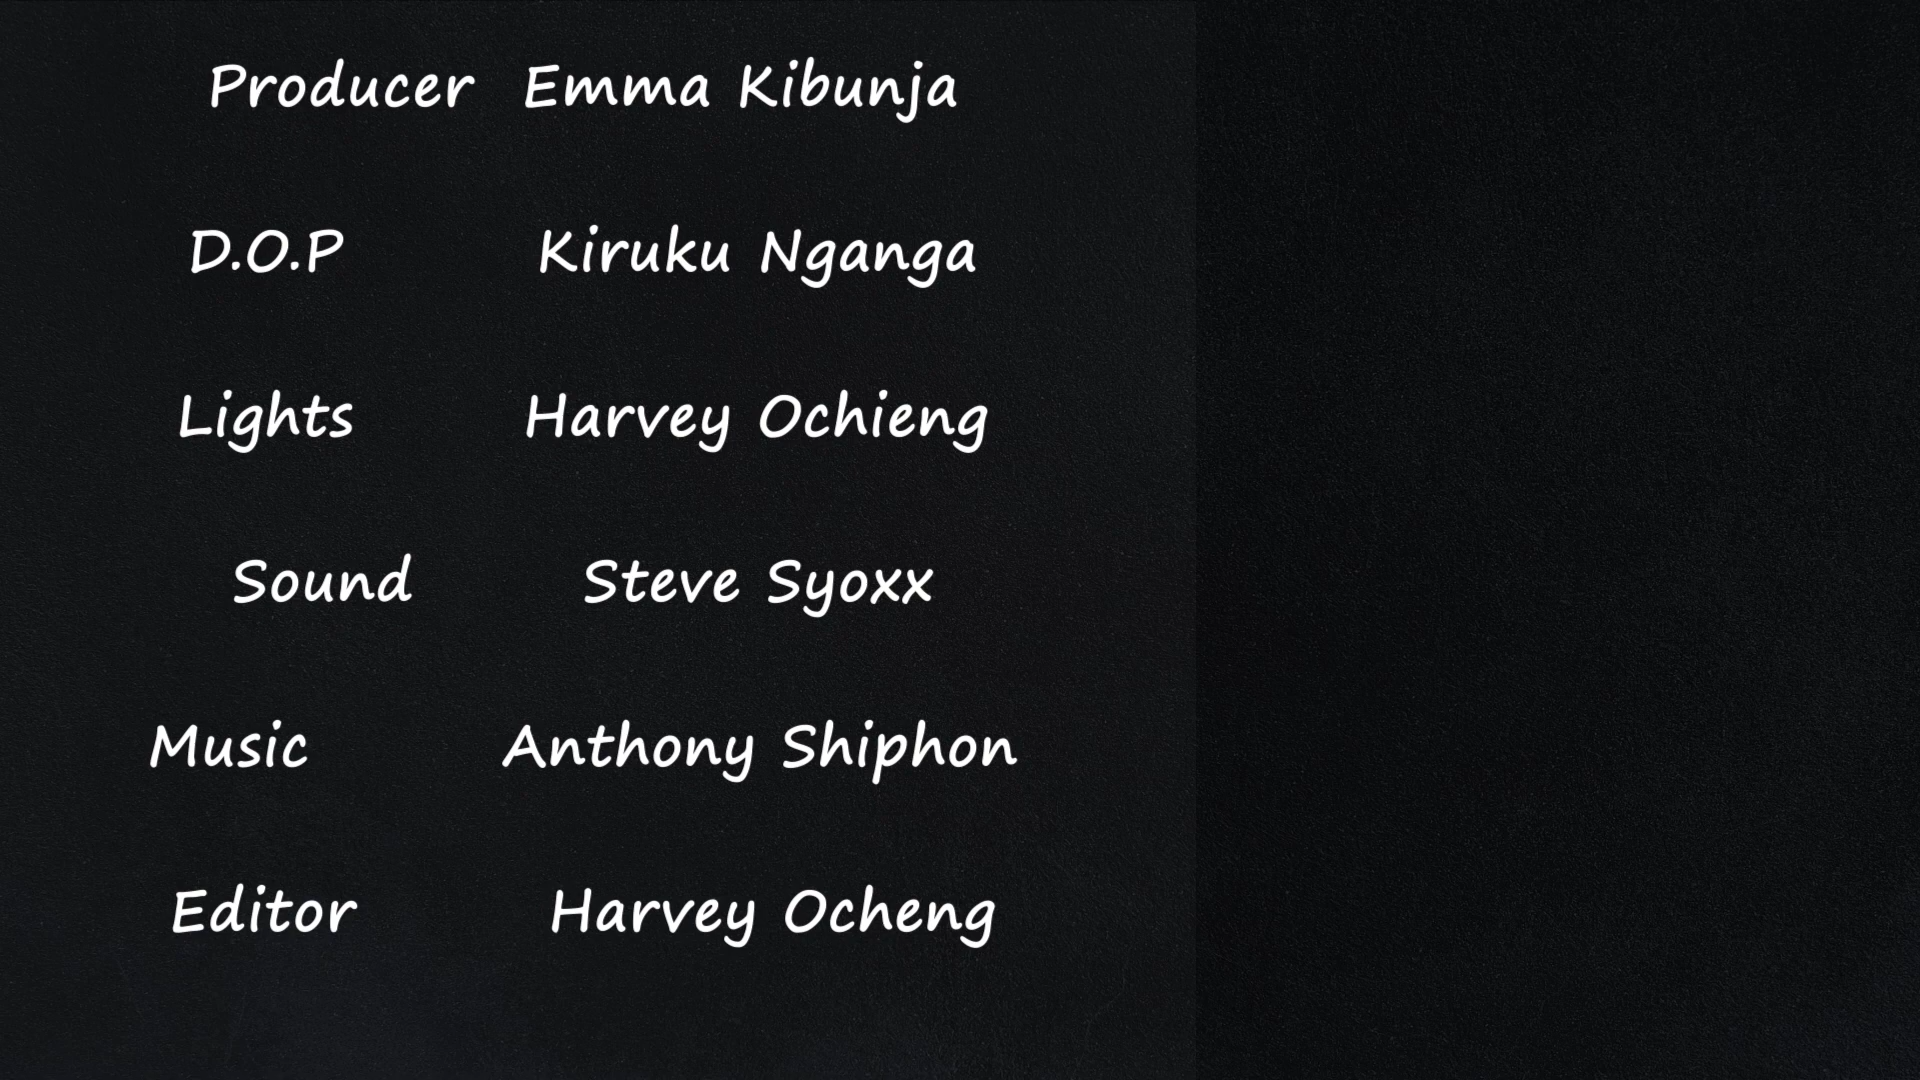 Producer Emma Kibunja
D.O.P Kiruku Nganga
Lights Harvey Ochieng
Sound Steve Syoxx
Music Anthony Shiphon
Editor Harvey Ocheng